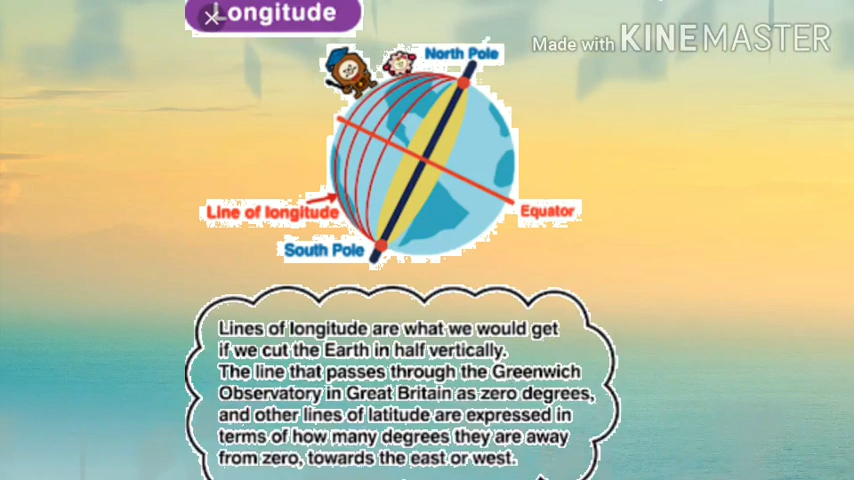 Longitude
Made with KINEMASTER
North Pole
Line of longitude
Equator
South Pole
Lines of longitude are what we would get
if we cut the Earth in half vertically.
The line that passes through the Greenwich
Observatory in Great Britain as zero degrees,
and other lines of latitude are expressed in
terms of how many degrees they are away
from zero, towards the east or west.